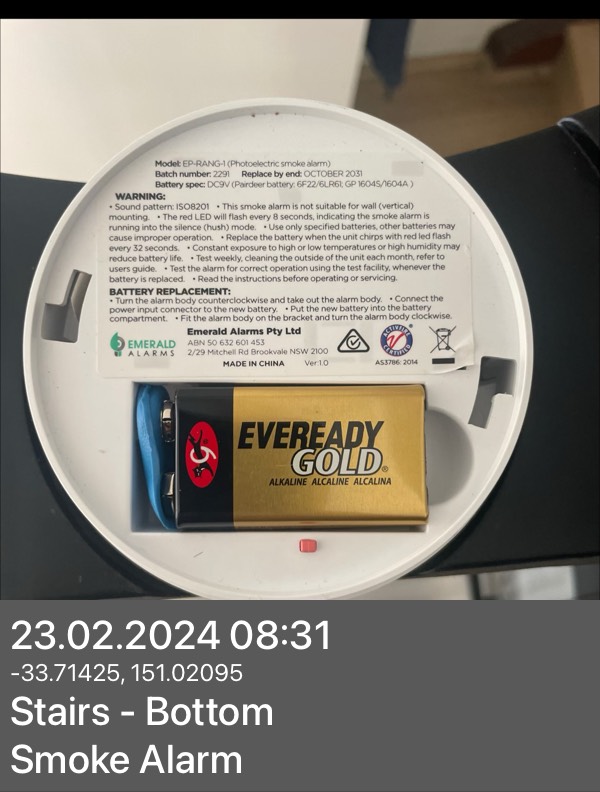 Model: EP-RANG-1 (Photoelectric smoke alarm)
Batch number: 2291 Replace by end: OCTOBER 2031
Battery spec: DC9V (Pairdeer battery: 6F22/6LR61; GP 1604S/1604A )
WARNING:
• Sound pattern: ISO8201 • This smoke alarm is not suitable for wall (vertical)
mounting. • The red LED will flash every 8 seconds, indicating the smoke alarm is
running into the silence (hush) mode. • Use only specified batteries, other batteries may
cause improper operation. • Replace the battery when the unit chirps with red led flash
every 32 seconds. • Constant exposure to high or low temperatures or high humidity may
reduce battery life. • Test weekly, cleaning the outside of the unit each month, refer to
users guide. • Test the alarm for correct operation using the test facility, whenever the
battery is replaced. • Read the instructions before operating or servicing.
BATTERY REPLACEMENT:
• Turn the alarm body counterclockwise and take out the alarm body. • Connect the
power input connector to the new battery. • Put the new battery into the battery
compartment. • Fit the alarm body on the bracket and turn the alarm body clockwise.
EMERALD
ALARMS
Emerald Alarms Pty Ltd
ABN 50 632 601 453
2/29 Mitchell Rd Brookvale NSW 2100
MADE IN CHINA Ver:1.0
ACTIVFIRE
CERTIFIED
AS3786: 2014
9
EVEREADY
GOLD®
ALKALINE ALCALINE ALCALINA
23.02.2024 08:31
-33.71425, 151.02095
Stairs - Bottom
Smoke Alarm